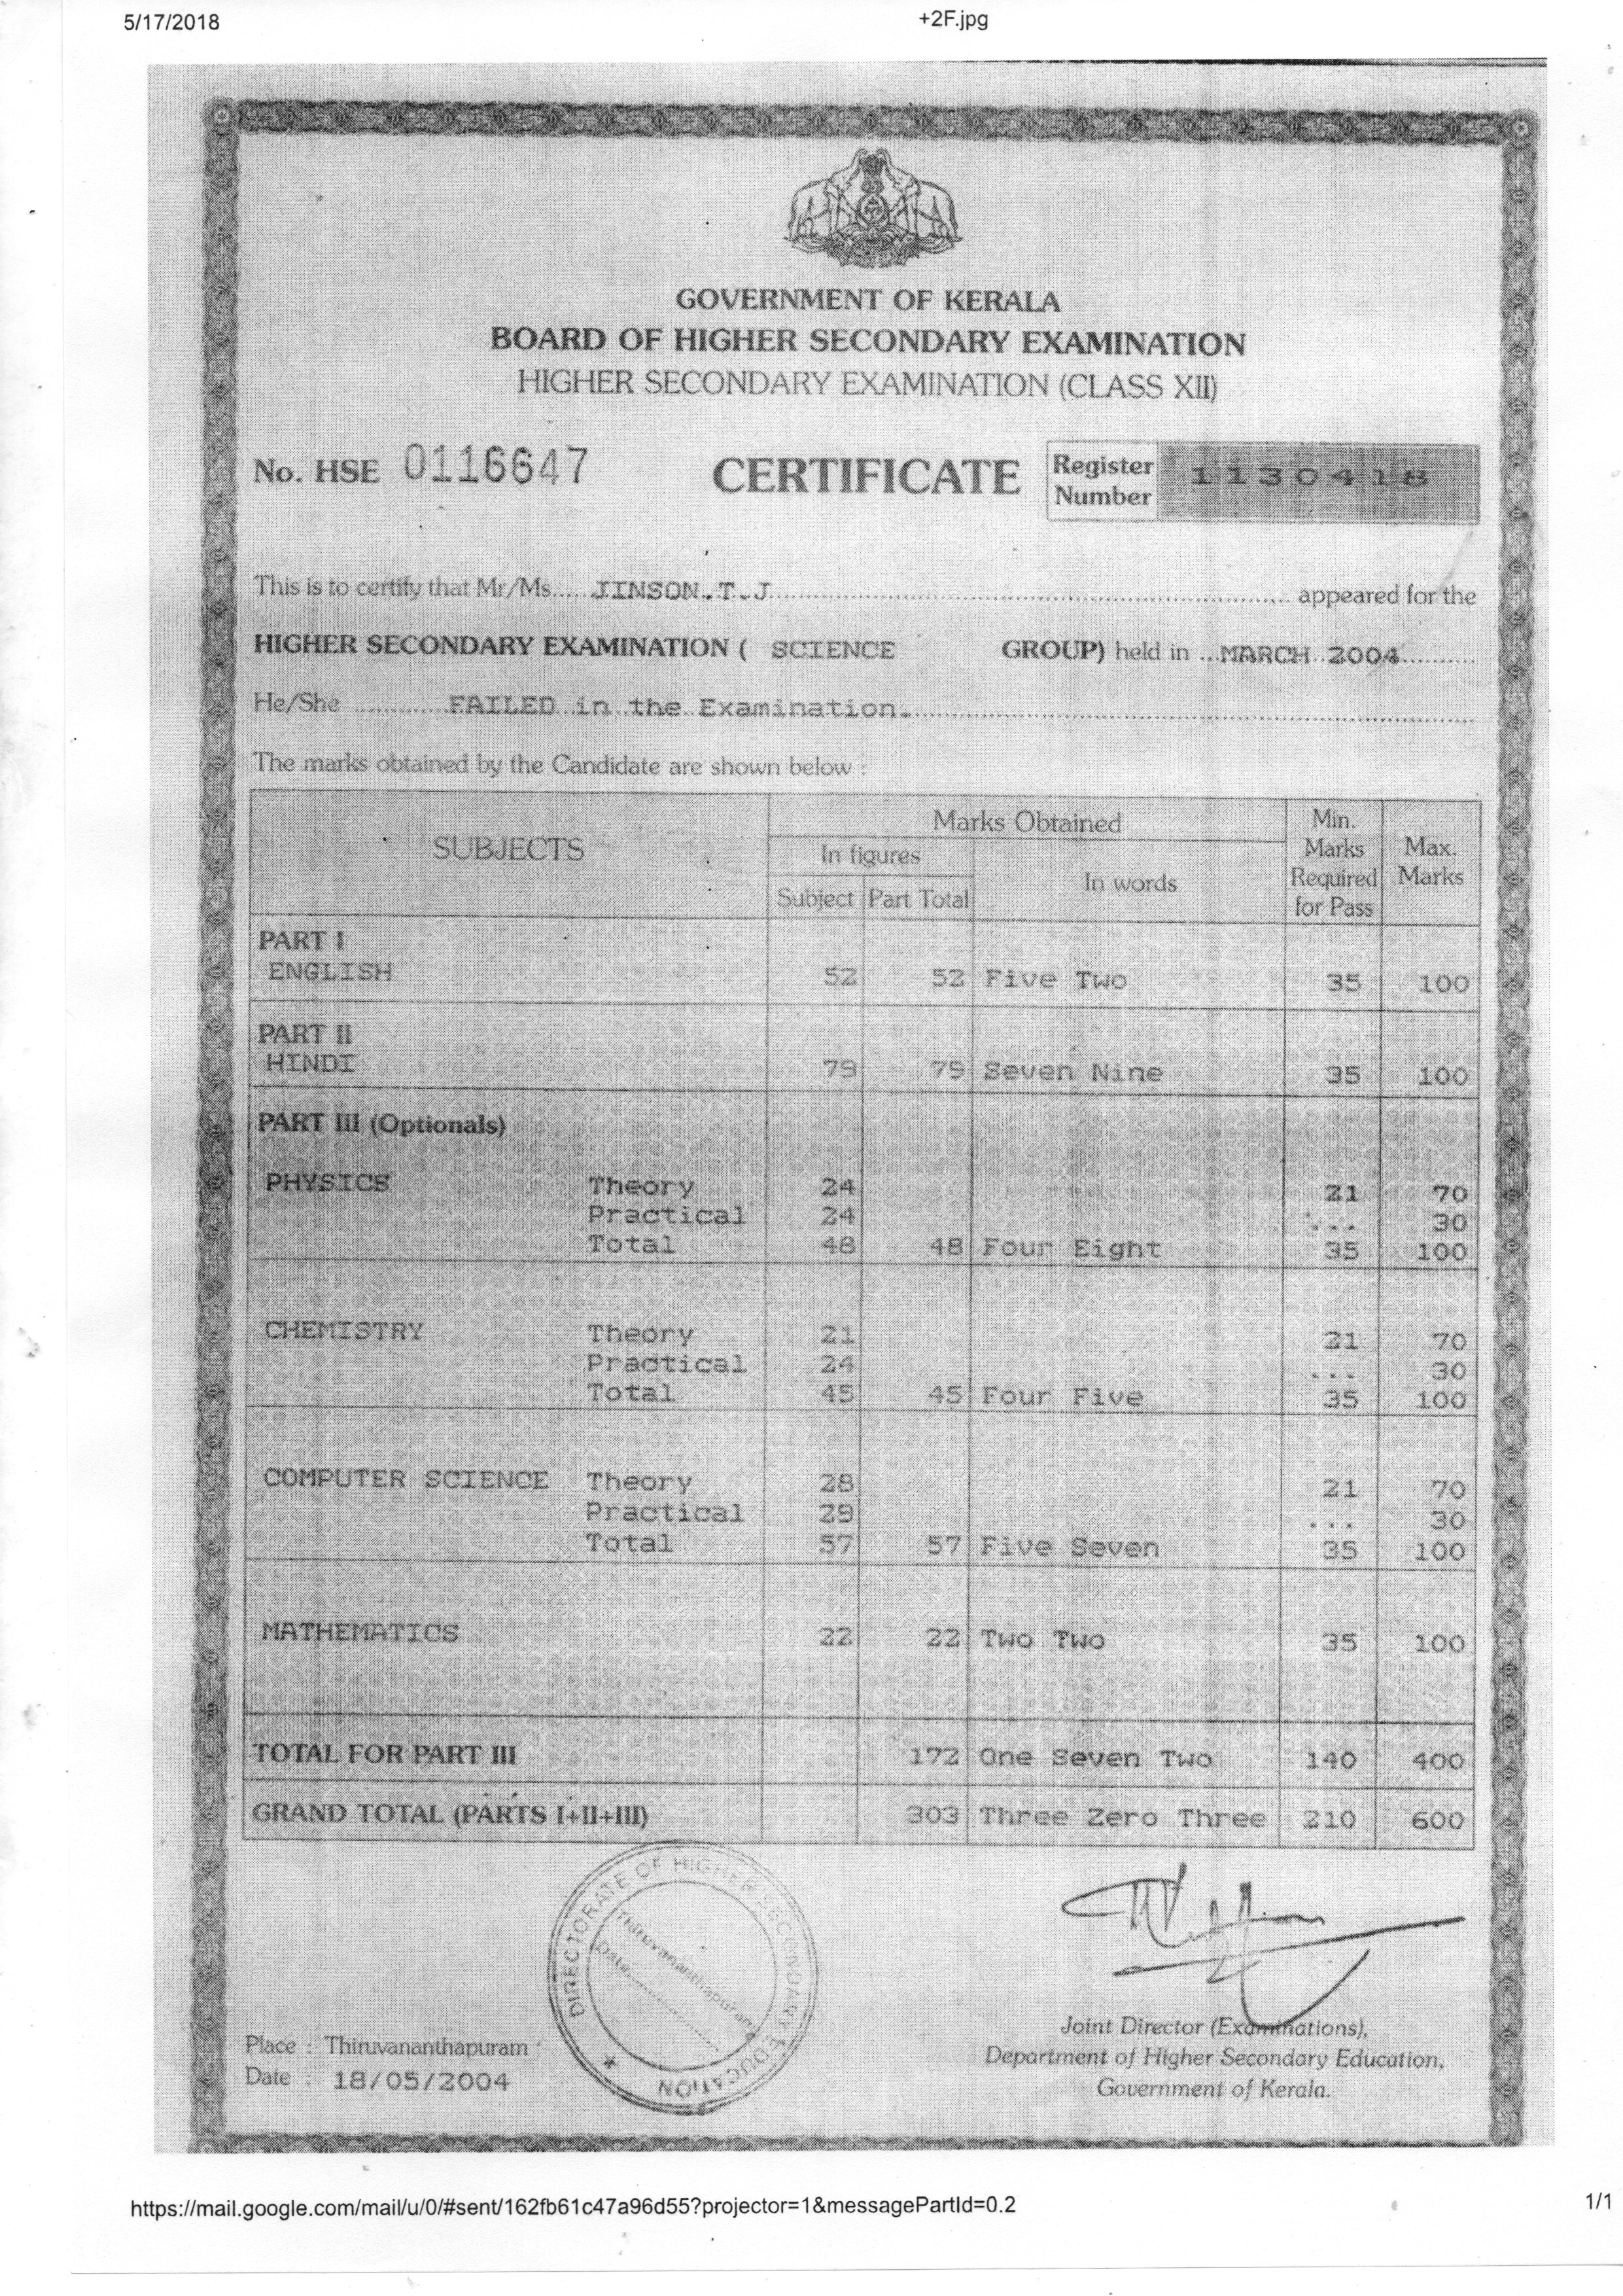 5/17/2018 +2F.jpg
GOVERNMENT OF KERALA
BOARD OF HIGHER SECONDARY EXAMINATION
HIGHER SECONDARY EXAMINATION (CLASS XII)
No. HSE 0116647 CERTIFICATE Register Number 1130418
This is to certify that Mr/Ms..... JINSON.T.J .......... appeared for the
HIGHER SECONDARY EXAMINATION ( SCIENCE GROUP) held in ...MARCH 2004..........
He/She ..........FAILED in the Examination...........
The marks obtained by the Candidate are shown below :
SUBJECTS Marks Obtained Min. Marks Required for Pass Max. Marks
In figures In words
Subject Part Total
PART I
ENGLISH 52 52 Five Two 35 100
PART II
HINDI 79 79 Seven Nine 35 100
PART III (Optionals)
PHYSICS Theory 24 21 70
Practical 24 ... 30
Total 48 48 Four Eight 35 100
CHEMISTRY Theory 21 21 70
Practical 24 ... 30
Total 45 45 Four Five 35 100
COMPUTER SCIENCE Theory 28 21 70
Practical 29 ... 30
Total 57 57 Five Seven 35 100
MATHEMATICS 22 22 Two Two 35 100
TOTAL FOR PART III 172 One Seven Two 140 400
GRAND TOTAL (PARTS I+II+III) 303 Three Zero Three 210 600
DIRECTORATE OF HIGHER SECONDARY EDUCATION
Thiruvananthapuram
Date..........
Joint Director (Examinations),
Department of Higher Secondary Education,
Government of Kerala.
Place : Thiruvananthapuram
Date : 18/05/2004
https://mail.google.com/mail/u/0/#sent/162fb61c47a96d55?projector=1&messagePartId=0.2 1/1